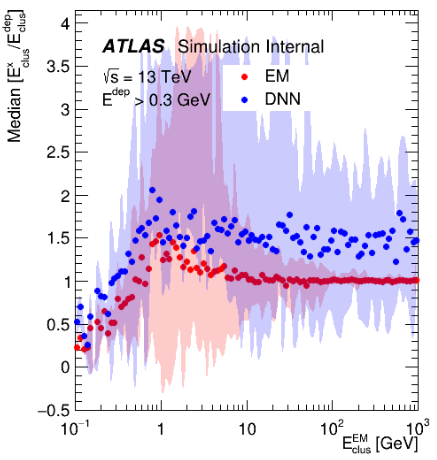 ATLAS Simulation Internal
√s = 13 TeV
E^dep > 0.3 GeV
EM
DNN
Median [E^x_clus/E^dep_clus]
4
3.5
3
2.5
2
1.5
1
0.5
0
−0.5
10^−1 1 10 10^2 10^3
E^EM_clus [GeV]